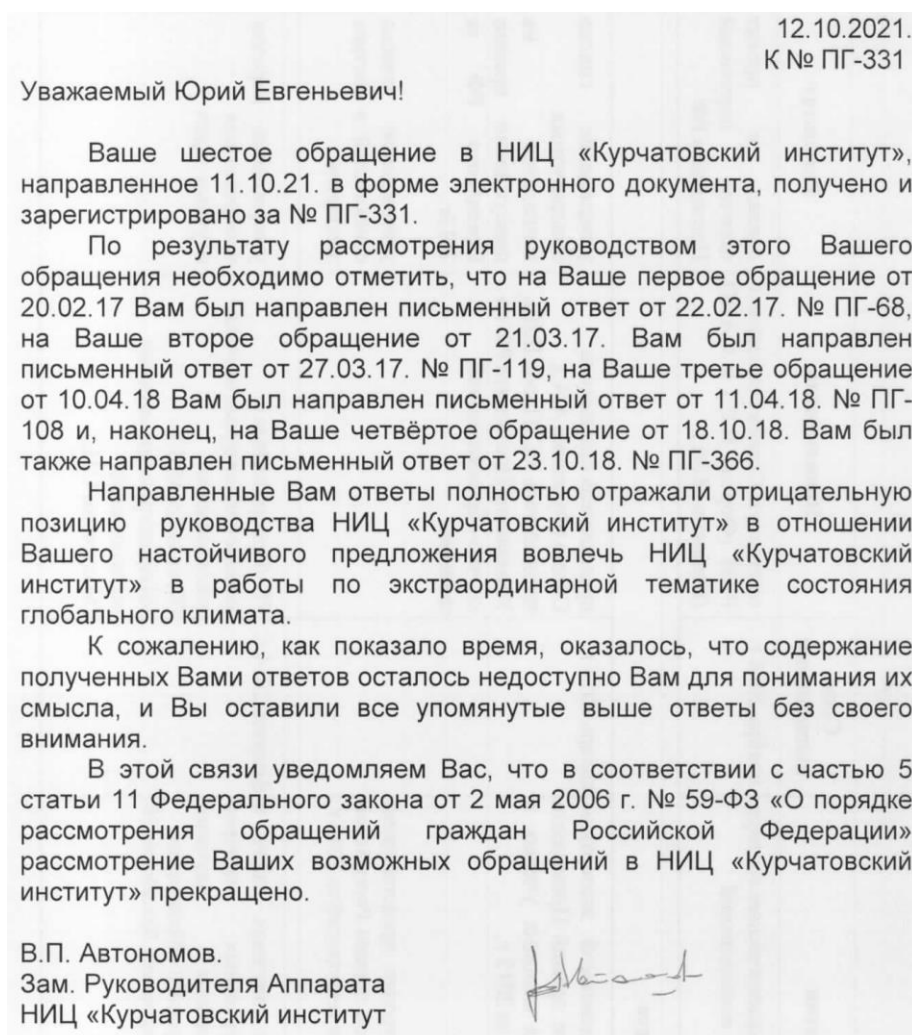 12.10.2021.
К № ПГ-331
Уважаемый Юрий Евгеньевич!
Ваше шестое обращение в НИЦ «Курчатовский институт»,
направленное 11.10.21. в форме электронного документа, получено и
зарегистрировано за № ПГ-331.
По результату рассмотрения руководством этого Вашего
обращения необходимо отметить, что на Ваше первое обращение от
20.02.17 Вам был направлен письменный ответ от 22.02.17. № ПГ-68,
на Ваше второе обращение от 21.03.17. Вам был направлен
письменный ответ от 27.03.17. № ПГ-119, на Ваше третье обращение
от 10.04.18 Вам был направлен письменный ответ от 11.04.18. № ПГ-
108 и, наконец, на Ваше четвёртое обращение от 18.10.18. Вам был
также направлен письменный ответ от 23.10.18. № ПГ-366.
Направленные Вам ответы полностью отражали отрицательную
позицию руководства НИЦ «Курчатовский институт» в отношении
Вашего настойчивого предложения вовлечь НИЦ «Курчатовский
институт» в работы по экстраординарной тематике состояния
глобального климата.
К сожалению, как показало время, оказалось, что содержание
полученных Вами ответов осталось недоступно Вам для понимания их
смысла, и Вы оставили все упомянутые выше ответы без своего
внимания.
В этой связи уведомляем Вас, что в соответствии с частью 5
статьи 11 Федерального закона от 2 мая 2006 г. № 59-ФЗ «О порядке
рассмотрения обращений граждан Российской Федерации»
рассмотрение Ваших возможных обращений в НИЦ «Курчатовский
институт» прекращено.
В.П. Автономов.
Зам. Руководителя Аппарата
НИЦ «Курчатовский институт